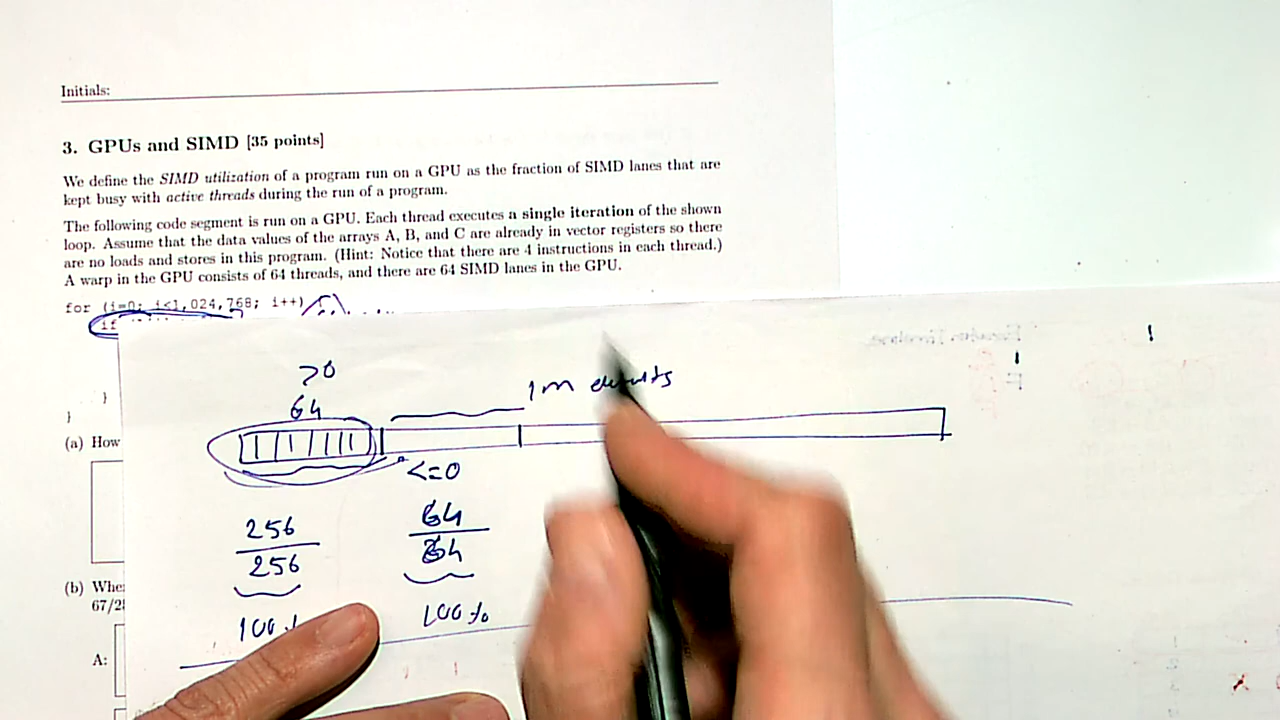 Initials:
3. GPUs and SIMD [35 points]
We define the SIMD utilization of a program run on a GPU as the fraction of SIMD lanes that are
kept busy with active threads during the run of a program.
The following code segment is run on a GPU. Each thread executes a single iteration of the shown
loop. Assume that the data values of the arrays A, B, and C are already in vector registers so there
are no loads and stores in this program. (Hint: Notice that there are 4 instructions in each thread.)
A warp in the GPU consists of 64 threads, and there are 64 SIMD lanes in the GPU.
for (i=0; i<1,024,768; i++) {
if
}
}
(a) How
(b) Whe
67/2
A:
>0
64
1m
<=0
256
256
64
64
100%